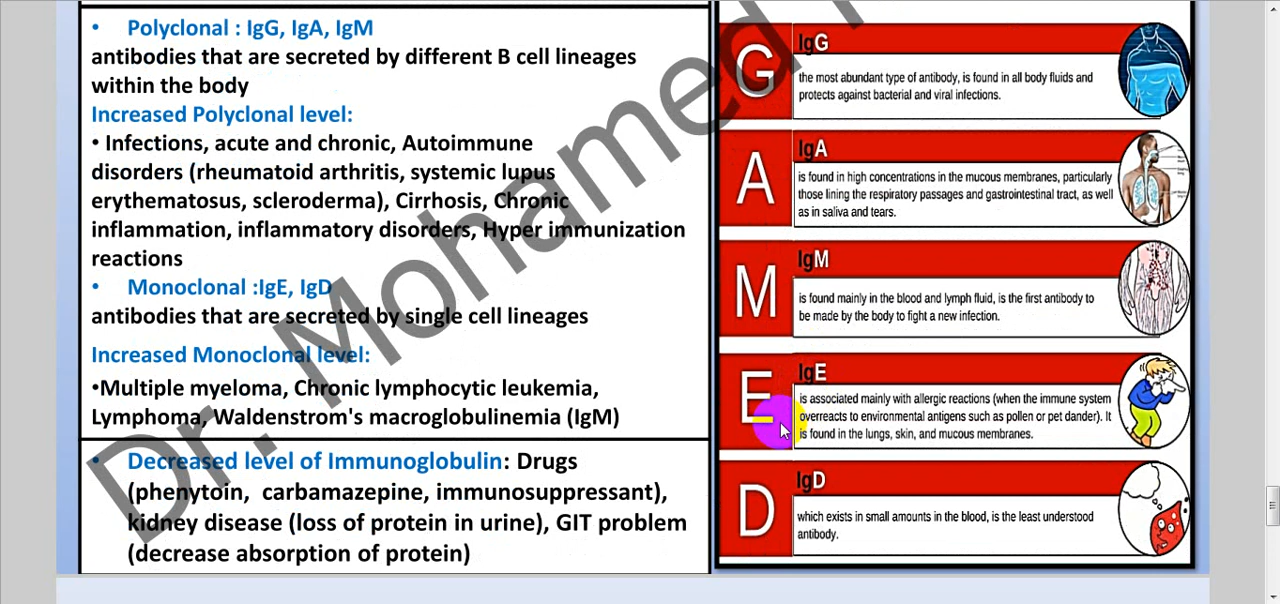 • Polyclonal : IgG, IgA, IgM
antibodies that are secreted by different B cell lineages
within the body
Increased Polyclonal level:
• Infections, acute and chronic, Autoimmune
disorders (rheumatoid arthritis, systemic lupus
erythematosus, scleroderma), Cirrhosis, Chronic
inflammation, inflammatory disorders, Hyper immunization
reactions
• Monoclonal :IgE, IgD
antibodies that are secreted by single cell lineages
Increased Monoclonal level:
•Multiple myeloma, Chronic lymphocytic leukemia,
Lymphoma, Waldenstrom's macroglobulinemia (IgM)
• Decreased level of Immunoglobulin: Drugs
(phenytoin, carbamazepine, immunosuppressant),
kidney disease (loss of protein in urine), GIT problem
(decrease absorption of protein)
G
IgG
the most abundant type of antibody, is found in all body fluids and
protects against bacterial and viral infections.
A
IgA
is found in high concentrations in the mucous membranes, particularly
those lining the respiratory passages and gastrointestinal tract, as well
as in saliva and tears.
M
IgM
is found mainly in the blood and lymph fluid, is the first antibody to
be made by the body to fight a new infection.
E
IgE
is associated mainly with allergic reactions (when the immune system
overreacts to environmental antigens such as pollen or pet dander). It
is found in the lungs, skin, and mucous membranes.
D
IgD
which exists in small amounts in the blood, is the least understood
antibody.
Dr. Mohamed